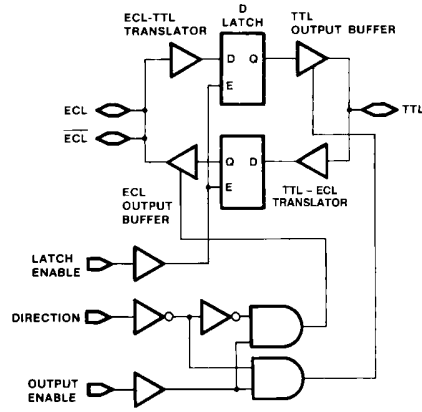 D
LATCH
ECL-TTL
TRANSLATOR
TTL
OUTPUT BUFFER
D Q
E
ECL
E̅C̅L̅
TTL
Q D
E
ECL
OUTPUT
BUFFER
TTL – ECL
TRANSLATOR
LATCH
ENABLE
DIRECTION
OUTPUT
ENABLE